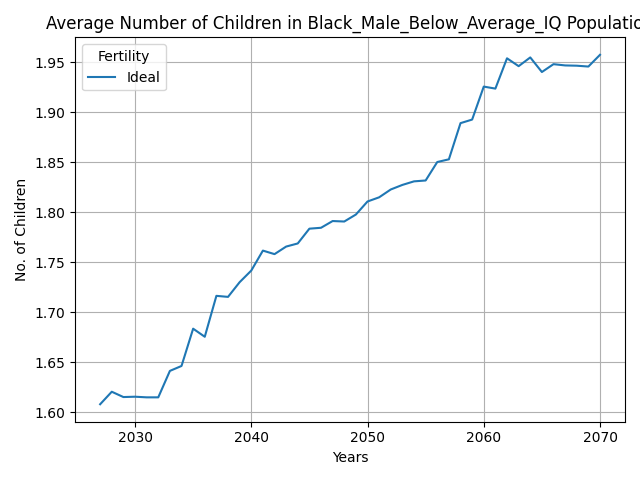 Average Number of Children in Black_Male_Below_Average_IQ Populatio
Fertility
Ideal
No. of Children
1.95
1.90
1.85
1.80
1.75
1.70
1.65
1.60
2030 2040 2050 2060 2070
Years